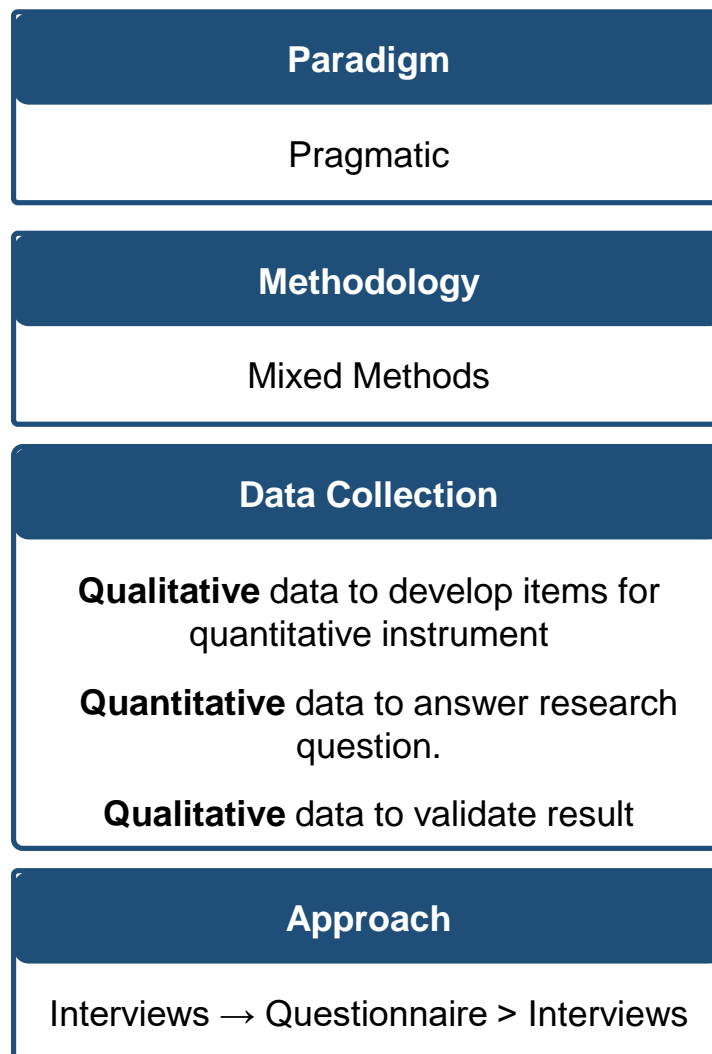 Paradigm
Pragmatic
Methodology
Mixed Methods
Data Collection
Qualitative data to develop items for
quantitative instrument
Quantitative data to answer research
question.
Qualitative data to validate result
Approach
Interviews → Questionnaire > Interviews